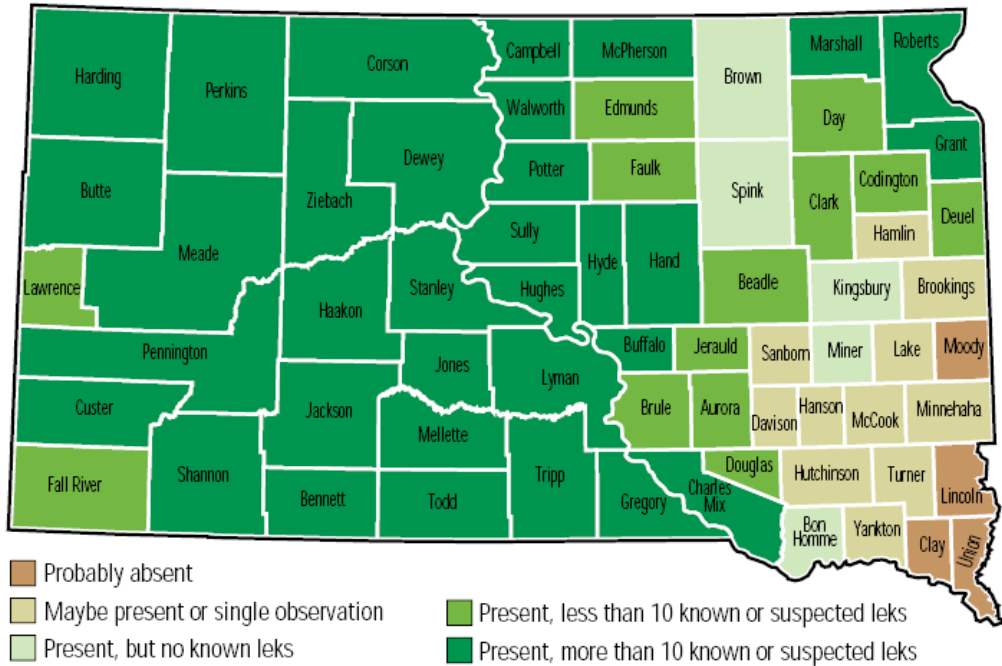 Harding
Perkins
Corson
Campbell
McPherson
Brown
Marshall
Roberts
Walworth
Edmunds
Day
Grant
Butte
Ziebach
Dewey
Potter
Faulk
Spink
Clark
Codington
Deuel
Meade
Sully
Hyde
Hand
Hamlin
Lawrence
Haakon
Stanley
Hughes
Beadle
Kingsbury
Brookings
Pennington
Jones
Lyman
Buffalo
Jerauld
Sanborn
Miner
Lake
Moody
Custer
Jackson
Mellette
Brule
Aurora
Davison
Hanson
McCook
Minnehaha
Fall River
Shannon
Bennett
Todd
Tripp
Gregory
Charles
Mix
Douglas
Hutchinson
Turner
Lincoln
Bon
Homme
Yankton
Clay
Union
Probably absent
Maybe present or single observation
Present, but no known leks
Present, less than 10 known or suspected leks
Present, more than 10 known or suspected leks